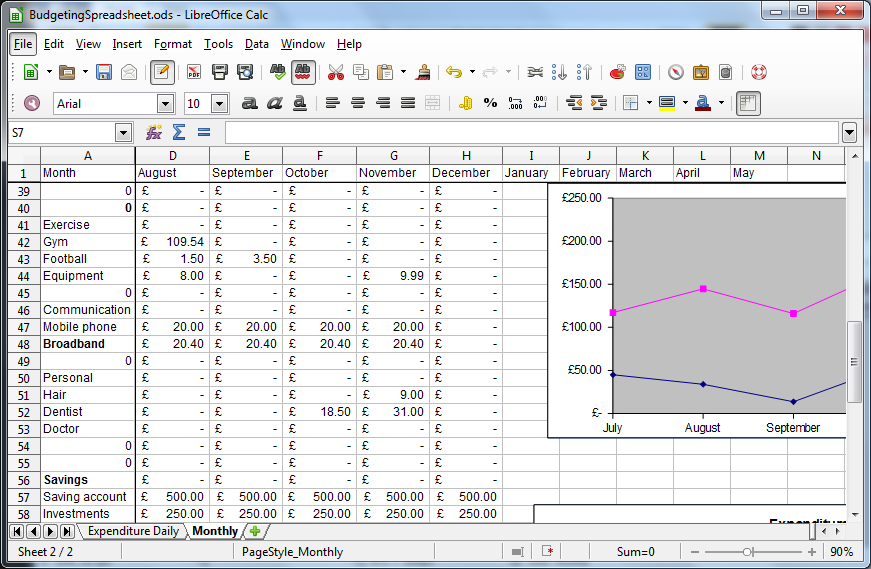 BudgetingSpreadsheet.ods - LibreOffice Calc
File Edit View Insert Format Tools Data Window Help
Arial 10
S7
A D E F G H I J K L M N
1 Month August September October November December January February March April May
39 0 £ - £ - £ - £ - £ -
40 0 £ - £ - £ - £ - £ -
41 Exercise £ - £ - £ - £ - £ -
42 Gym £ 109.54 £ - £ - £ - £ -
43 Football £ 1.50 £ 3.50 £ - £ - £ -
44 Equipment £ 8.00 £ - £ - £ 9.99 £ -
45 0 £ - £ - £ - £ - £ -
46 Communication £ - £ - £ - £ - £ -
47 Mobile phone £ 20.00 £ 20.00 £ 20.00 £ 20.00 £ -
48 Broadband £ 20.40 £ 20.40 £ 20.40 £ 20.40 £ -
49 0 £ - £ - £ - £ - £ -
50 Personal £ - £ - £ - £ - £ -
51 Hair £ - £ - £ - £ 9.00 £ -
52 Dentist £ - £ - £ 18.50 £ 31.00 £ -
53 Doctor £ - £ - £ - £ - £ -
54 0 £ - £ - £ - £ - £ -
55 0 £ - £ - £ - £ - £ -
56 Savings £ - £ - £ - £ - £ -
57 Saving account £ 500.00 £ 500.00 £ 500.00 £ 500.00 £ 500.00
58 Investments £ 250.00 £ 250.00 £ 250.00 £ 250.00 £ 250.00
£250.00
£200.00
£150.00
£100.00
£50.00
£-
July August September
Expenditure Daily Monthly
Sheet 2 / 2 PageStyle_Monthly Sum=0 90%